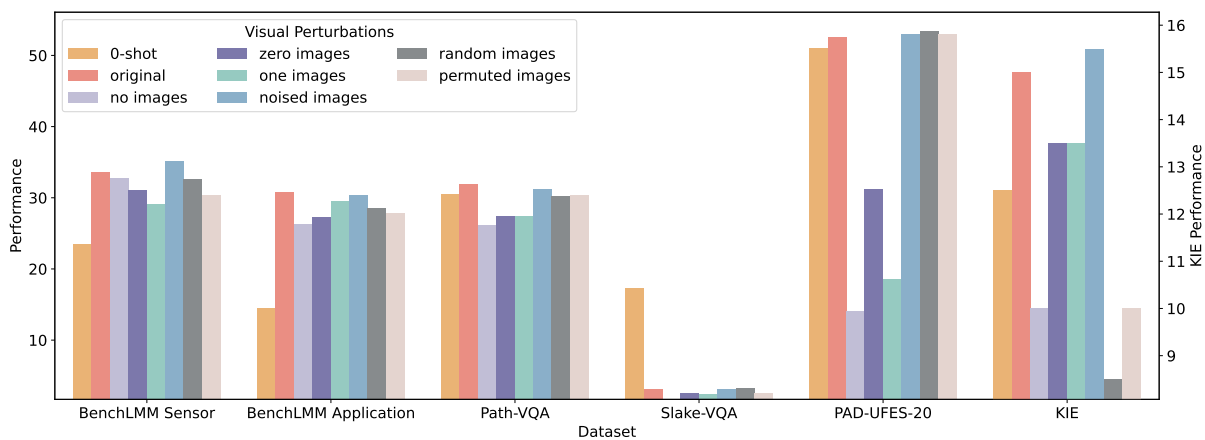 Visual Perturbations
0-shot
original
no images
zero images
one images
noised images
random images
permuted images
Performance
50
40
30
20
10
16
15
14
13
12
11
10
9
KIE Performance
BenchLMM Sensor
BenchLMM Application
Path-VQA
Slake-VQA
PAD-UFES-20
KIE
Dataset